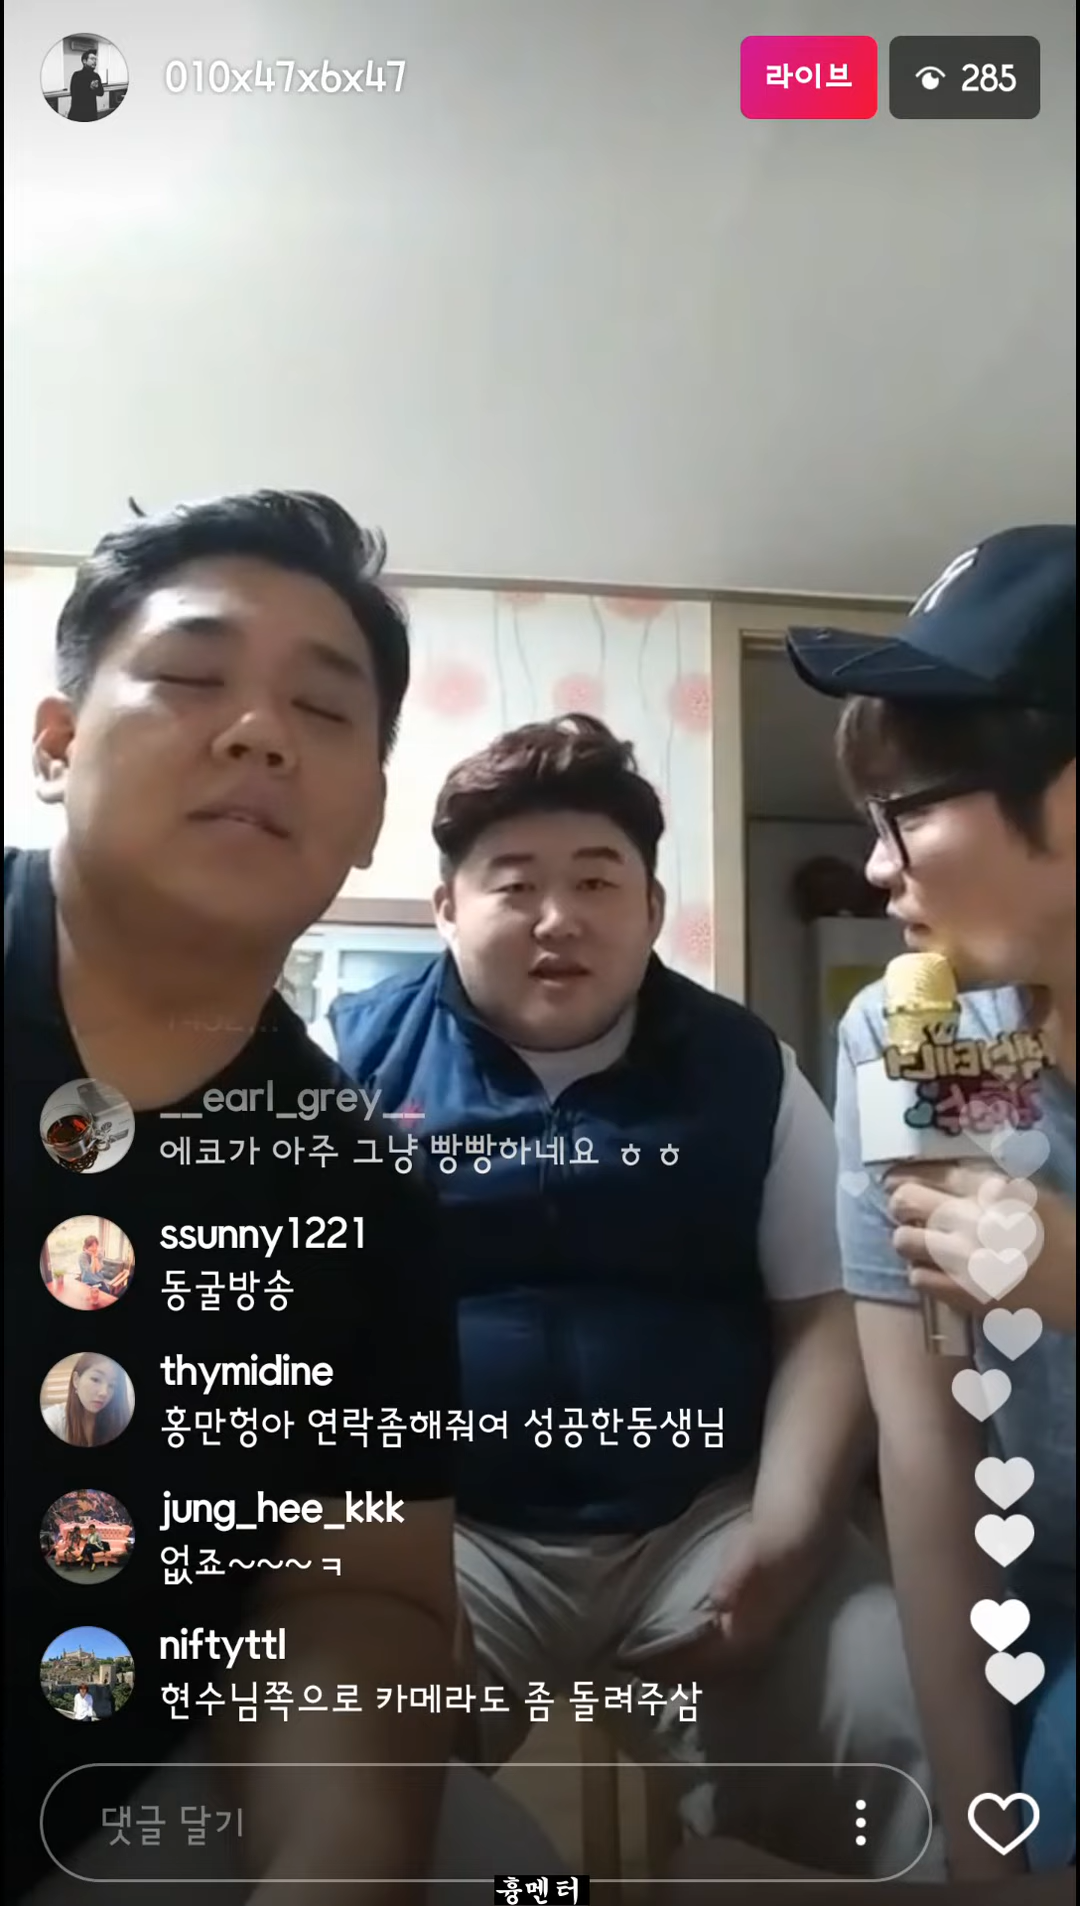 010x47x6x47
라이브
285
__earl_grey__
에코가 아주 그냥 빵빵하네요 ㅎㅎ
ssunny1221
동굴방송
thymidine
홍만헝아 연락좀해줘여 성공한동생님
jung_hee_kkk
없죠~~~ㅋ
niftyttl
현수님쪽으로 카메라도 좀 돌려주삼
댓글 달기
흉멘터